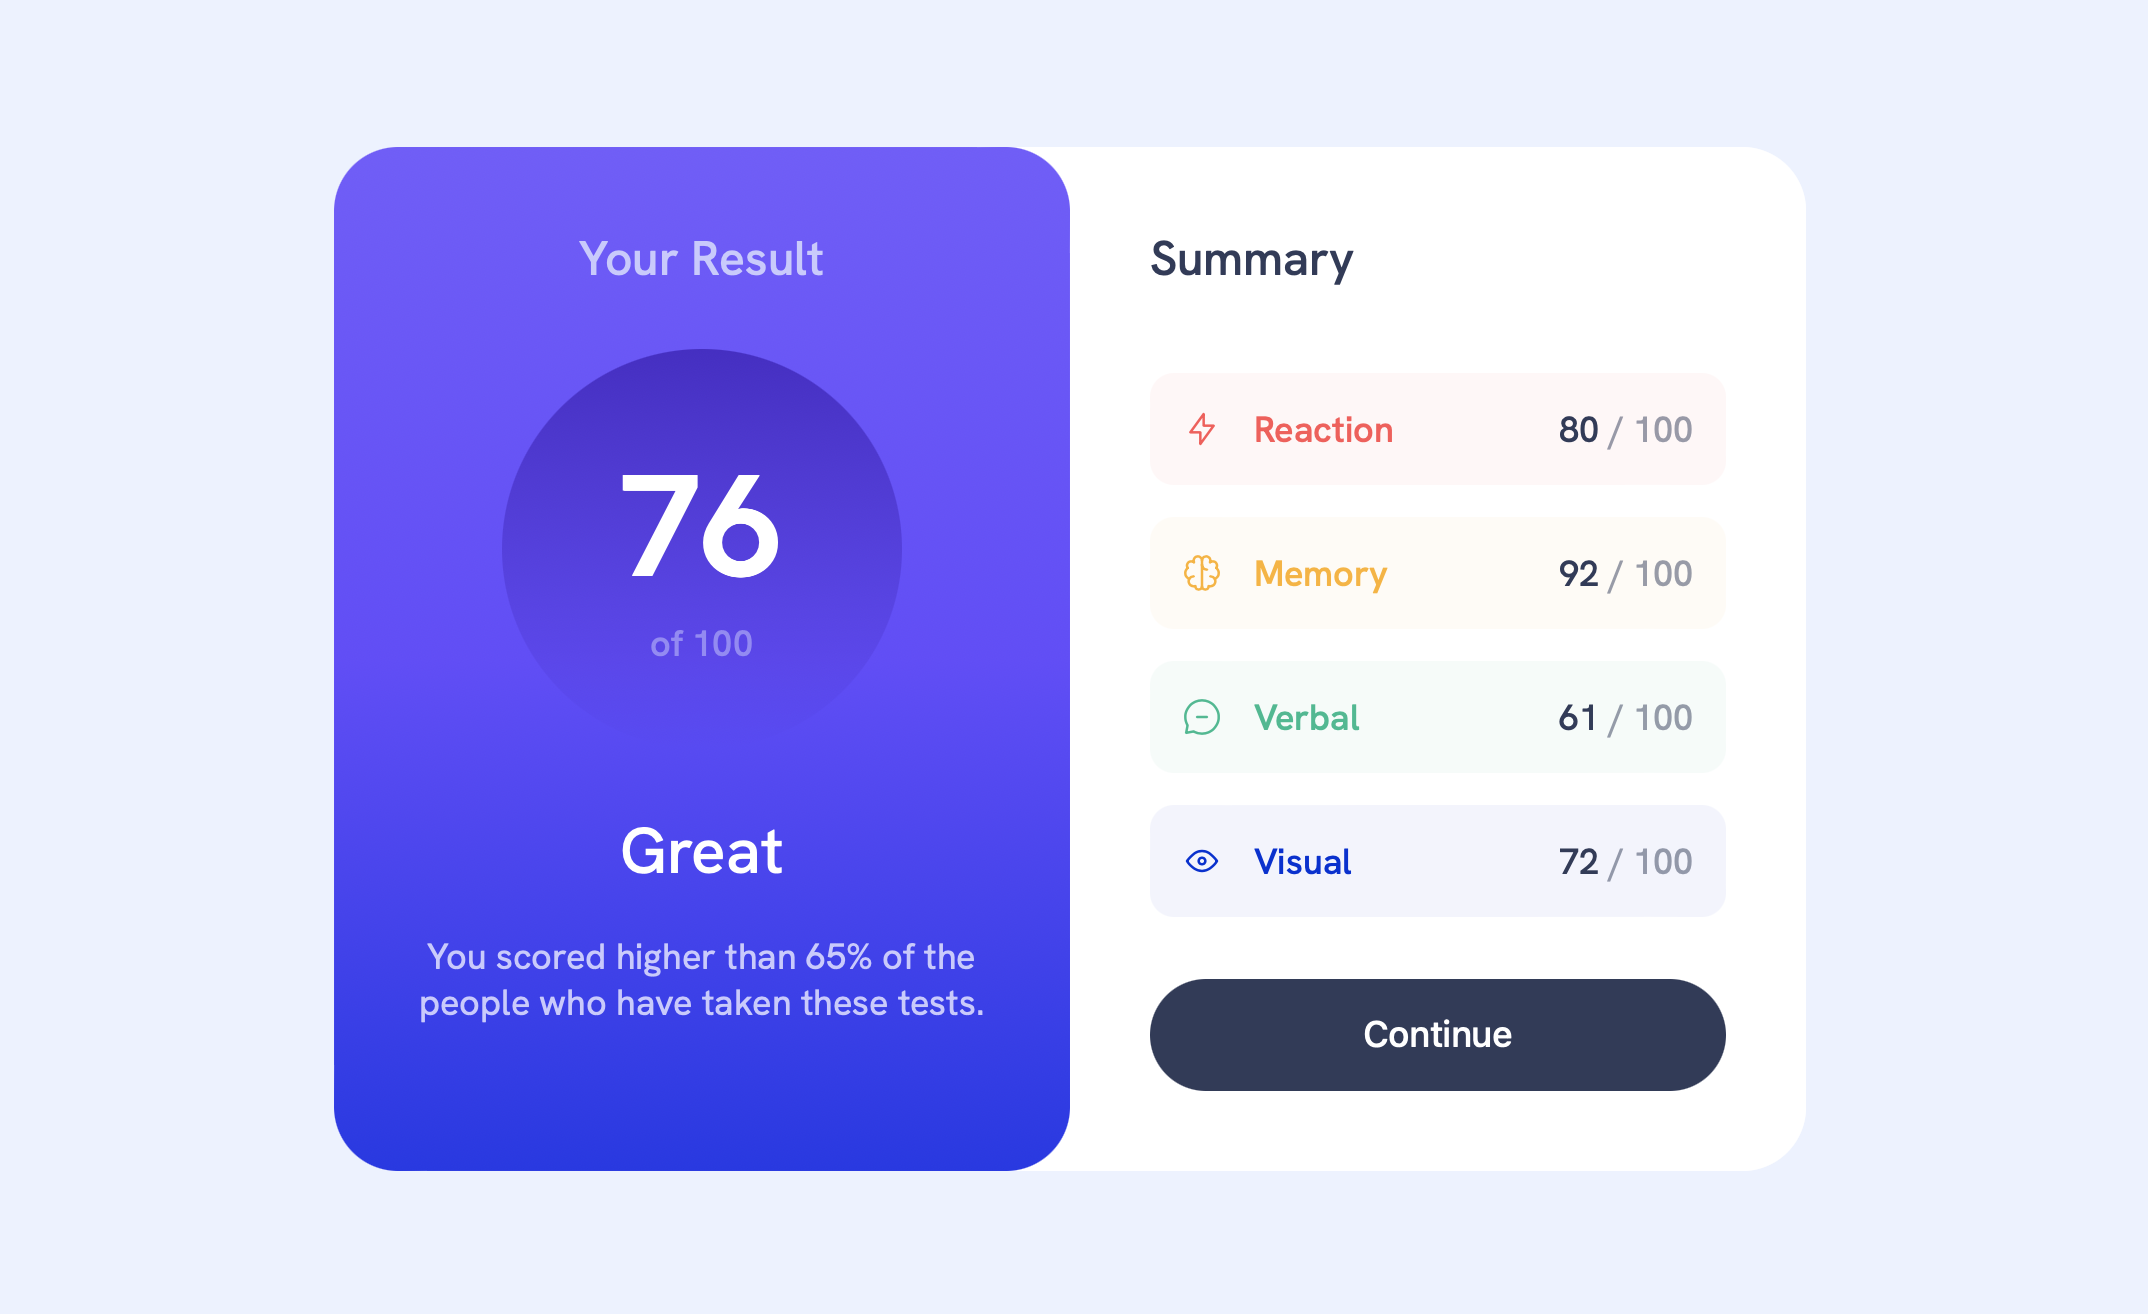 Your Result
76
of 100
Great
You scored higher than 65% of the
people who have taken these tests.
Summary
Reaction 80 / 100
Memory 92 / 100
Verbal 61 / 100
Visual 72 / 100
Continue